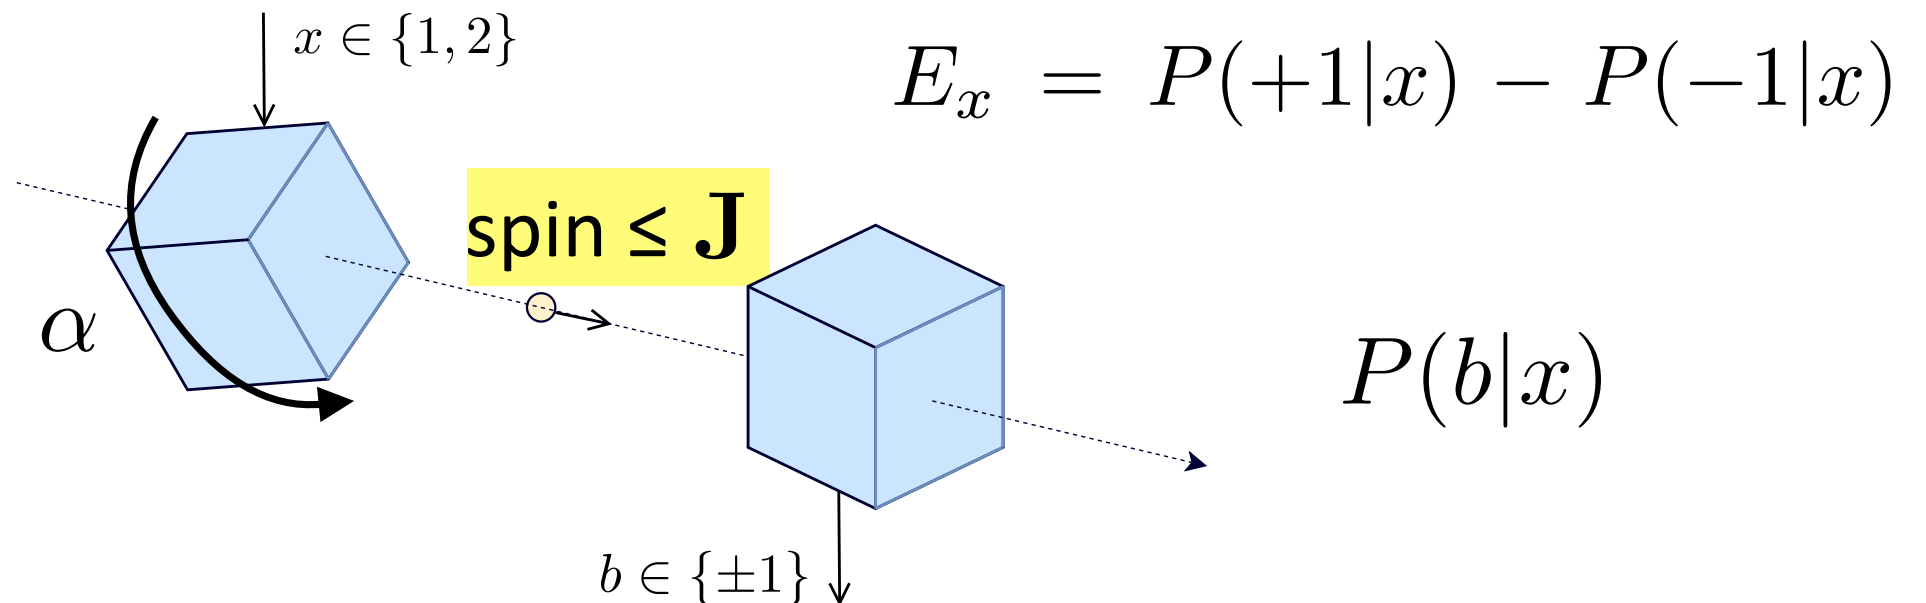 x ∈ {1, 2}
E_x = P(+1|x) − P(−1|x)
spin ≤ J
α
P(b|x)
b ∈ {±1}